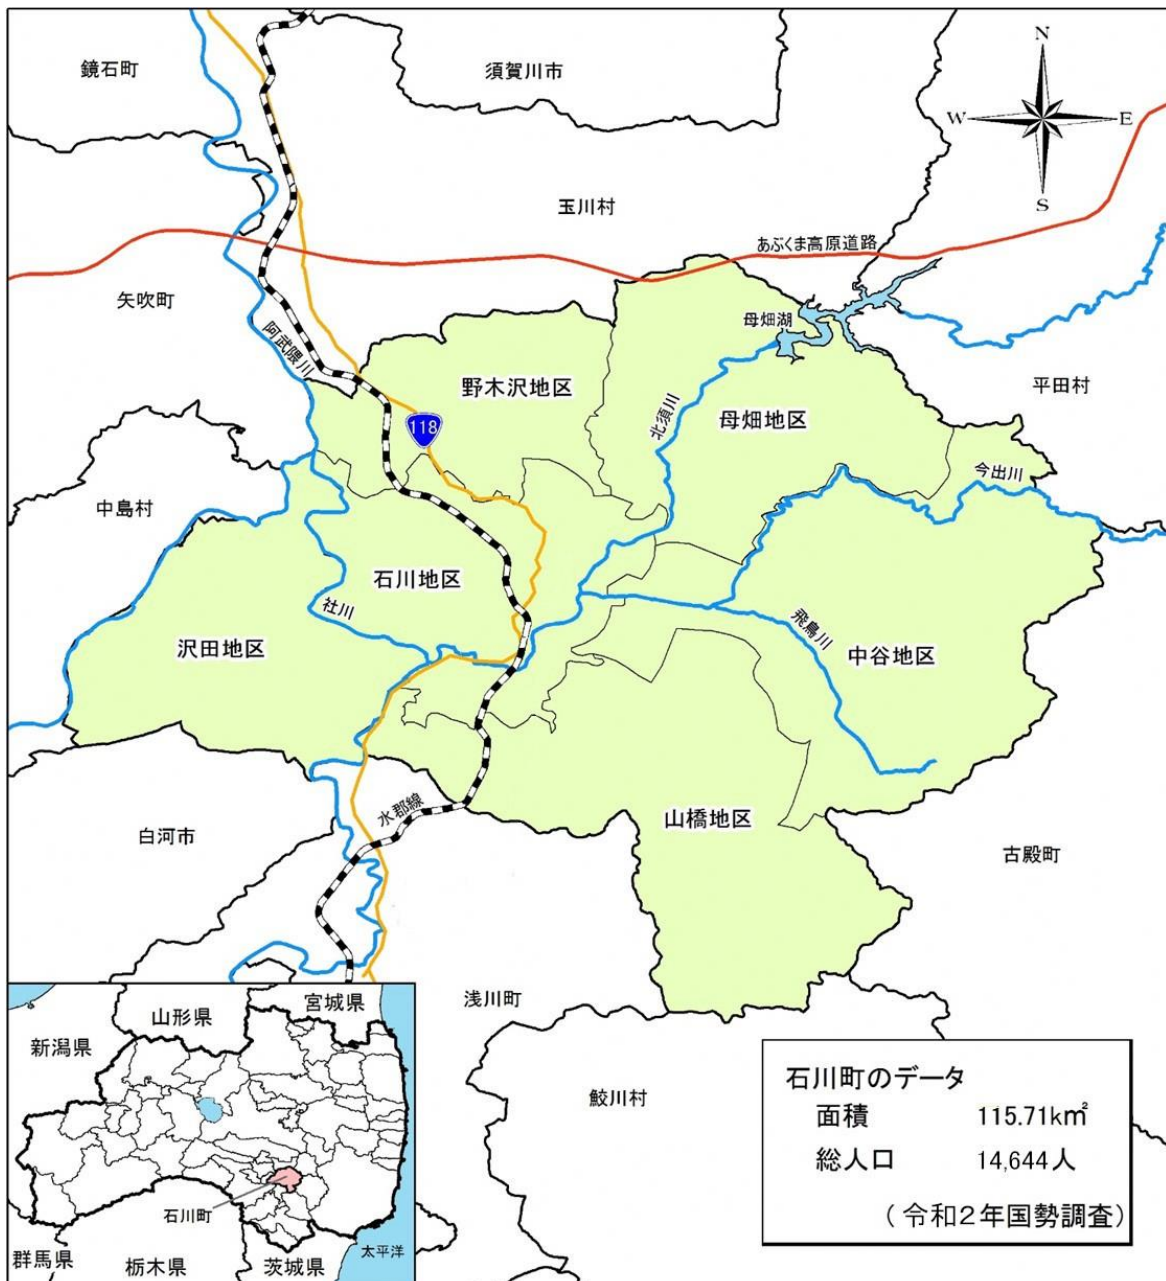 鏡石町
須賀川市
N
W
E
S
玉川村
あぶくま高原道路
矢吹町
母畑湖
阿武隈川
野木沢地区
平田村
118
北須川
母畑地区
今出川
中島村
石川地区
社川
飛鳥川
沢田地区
中谷地区
水郡線
山橋地区
白河市
古殿町
浅川町
宮城県
山形県
新潟県
石川町のデータ
面積 115.71k㎡
鮫川村
総人口 14,644人
石川町
(令和2年国勢調査)
群馬県
栃木県
茨城県
太平洋